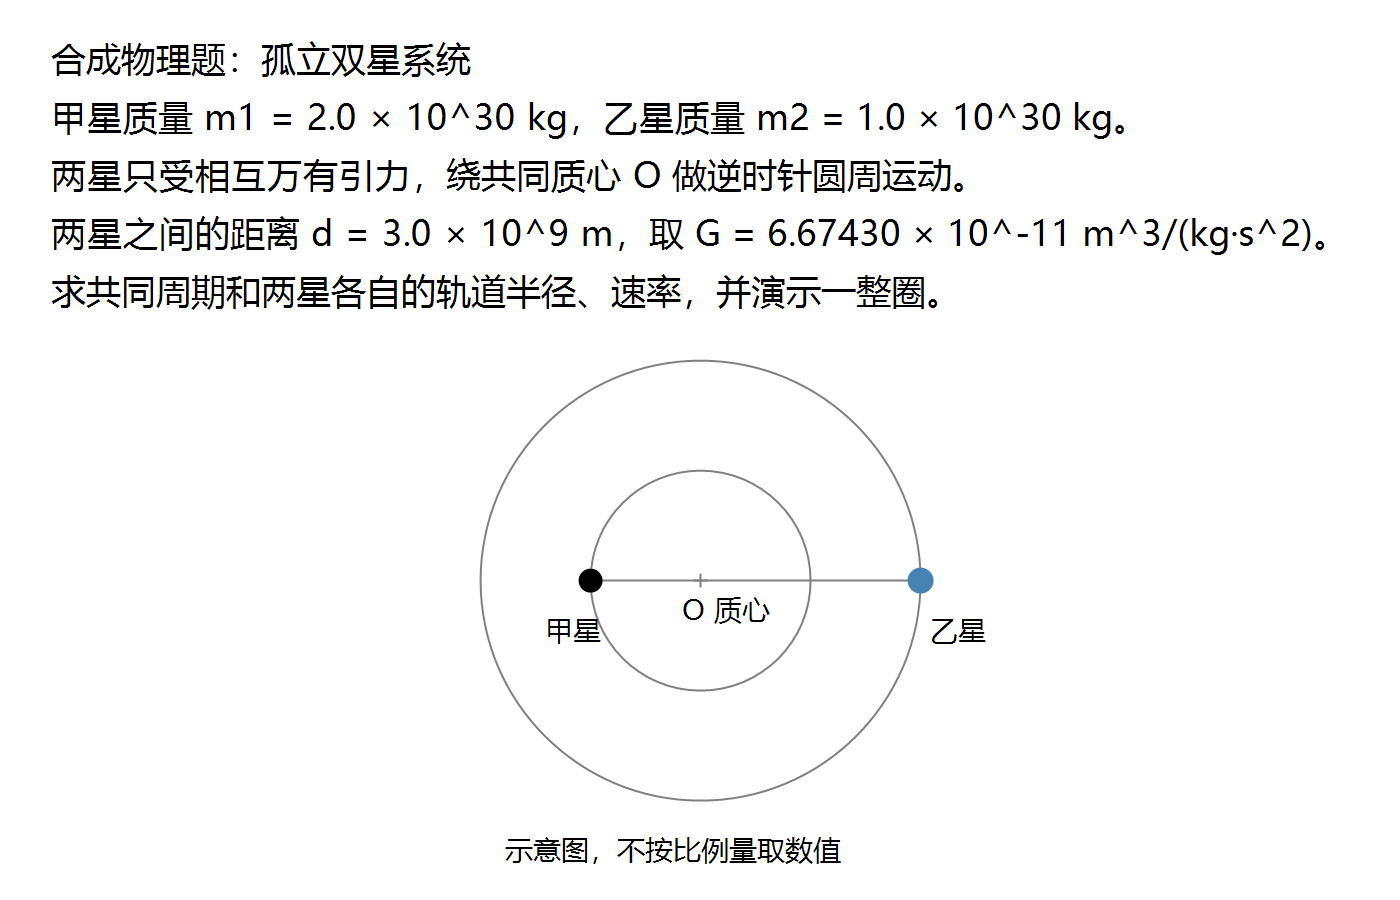 合成物理题：孤立双星系统
甲星质量 m1 = 2.0 × 10^30 kg，乙星质量 m2 = 1.0 × 10^30 kg。
两星只受相互万有引力，绕共同质心 O 做逆时针圆周运动。
两星之间的距离 d = 3.0 × 10^9 m，取 G = 6.67430 × 10^-11 m^3/(kg·s^2)。
求共同周期和两星各自的轨道半径、速率，并演示一整圈。
O 质心
甲星
乙星
示意图，不按比例量取数值